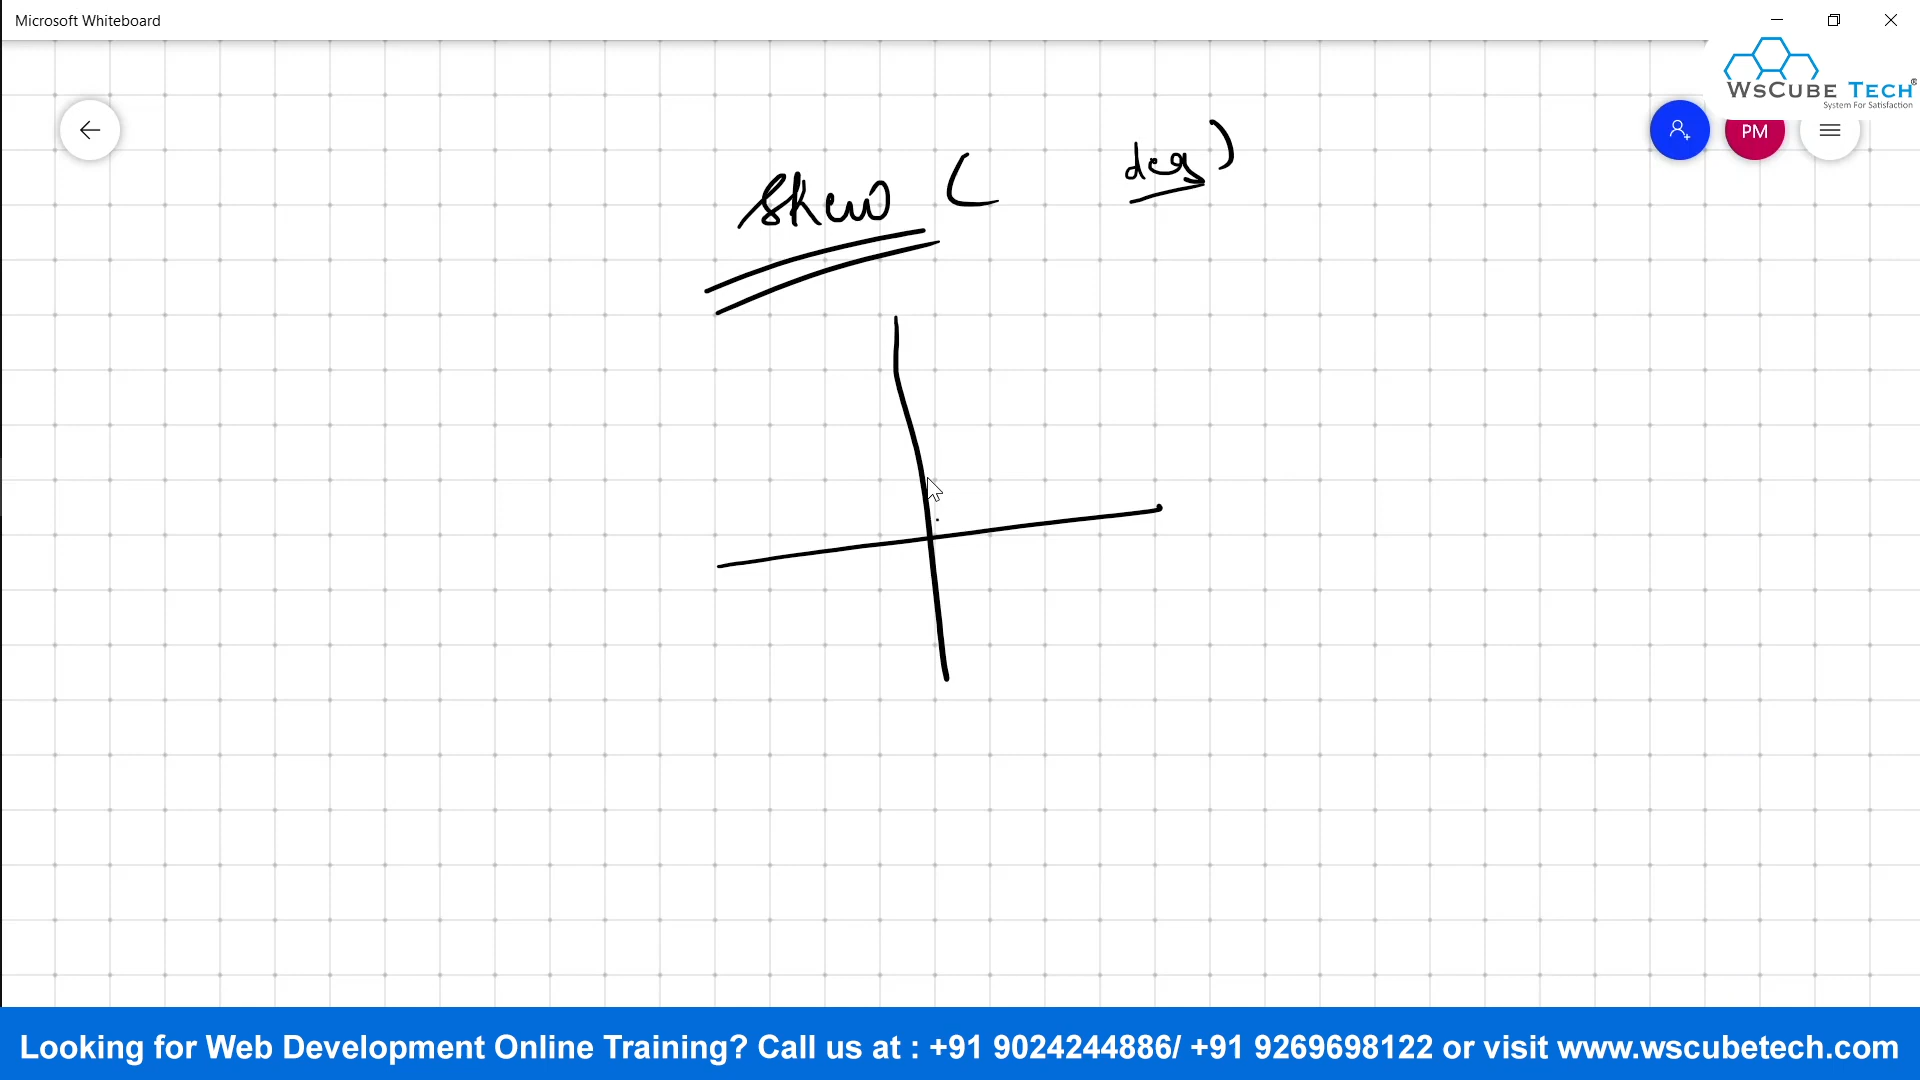 Microsoft Whiteboard
WsCube Tech®
System For Satisfaction
PM
skew ( deg )
Looking for Web Development Online Training? Call us at : +91 9024244886/ +91 9269698122 or visit www.wscubetech.com